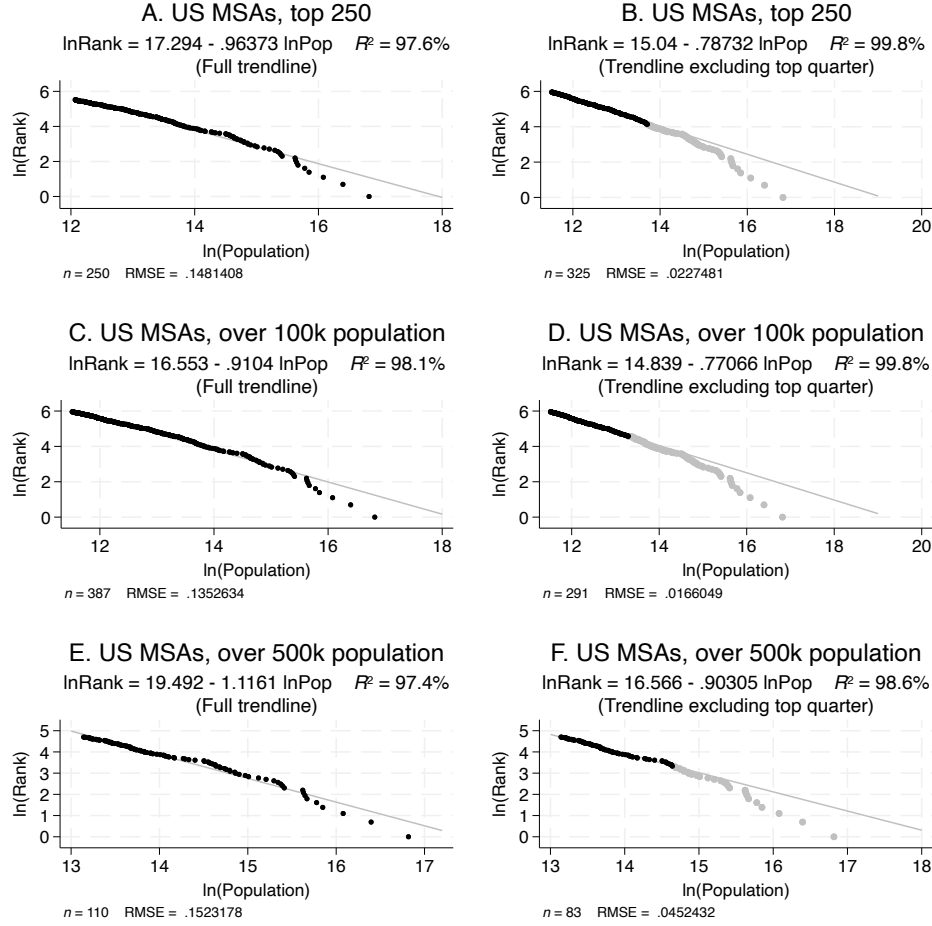 A. US MSAs, top 250
lnRank = 17.294 - .96373 lnPop R² = 97.6%
(Full trendline)
ln(Rank)
6
4
2
0
12 14 16 18
ln(Population)
n = 250 RMSE = .1481408
B. US MSAs, top 250
lnRank = 15.04 - .78732 lnPop R² = 99.8%
(Trendline excluding top quarter)
ln(Rank)
6
4
2
0
12 14 16 18 20
ln(Population)
n = 325 RMSE = .0227481
C. US MSAs, over 100k population
lnRank = 16.553 - .9104 lnPop R² = 98.1%
(Full trendline)
ln(Rank)
6
4
2
0
12 14 16 18
ln(Population)
n = 387 RMSE = .1352634
D. US MSAs, over 100k population
lnRank = 14.839 - .77066 lnPop R² = 99.8%
(Trendline excluding top quarter)
ln(Rank)
6
4
2
0
12 14 16 18 20
ln(Population)
n = 291 RMSE = .0166049
E. US MSAs, over 500k population
lnRank = 19.492 - 1.1161 lnPop R² = 97.4%
(Full trendline)
ln(Rank)
5
4
3
2
1
0
13 14 15 16 17
ln(Population)
n = 110 RMSE = .1523178
F. US MSAs, over 500k population
lnRank = 16.566 - .90305 lnPop R² = 98.6%
(Trendline excluding top quarter)
ln(Rank)
5
4
3
2
1
0
13 14 15 16 17 18
ln(Population)
n = 83 RMSE = .0452432